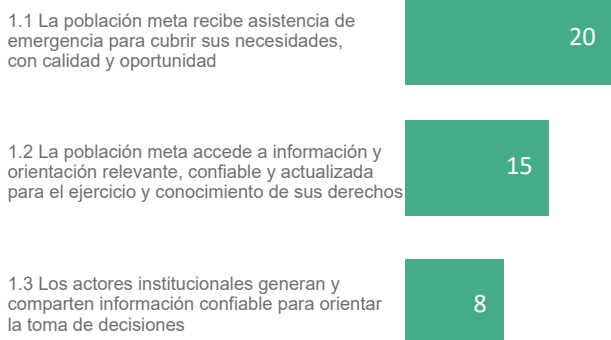 1.1 La población meta recibe asistencia de
emergencia para cubrir sus necesidades,
con calidad y oportunidad
20
1.2 La población meta accede a información y
orientación relevante, confiable y actualizada
para el ejercicio y conocimiento de sus derechos
15
1.3 Los actores institucionales generan y
comparten información confiable para orientar
la toma de decisiones
8